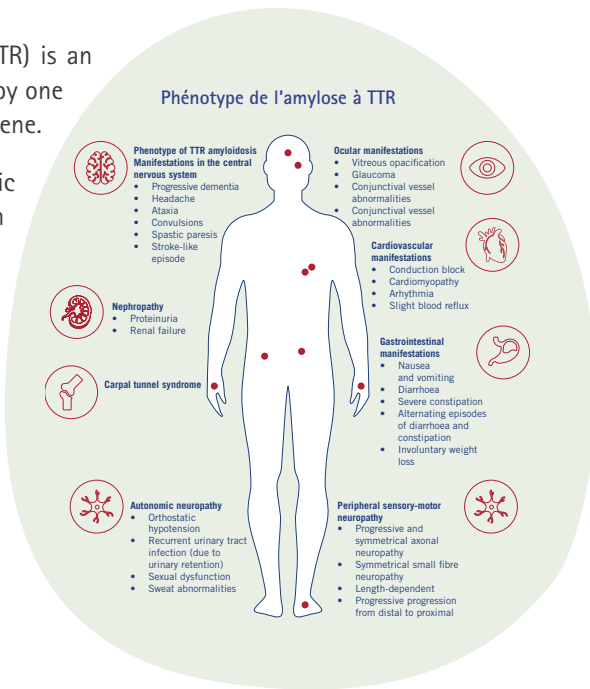 TR) is an
by one
ene.
ic
n
Phénotype de l'amylose à TTR
Phenotype of TTR amyloidosis
Manifestations in the central
nervous system
• Progressive dementia
• Headache
• Ataxia
• Convulsions
• Spastic paresis
• Stroke-like
episode
Ocular manifestations
• Vitreous opacification
• Glaucoma
• Conjunctival vessel
abnormalities
• Conjunctival vessel
abnormalities
Cardiovascular
manifestations
• Conduction block
• Cardiomyopathy
• Arhythmia
• Slight blood reflux
Nephropathy
• Proteinuria
• Renal failure
Gastrointestinal
manifestations
• Nausea
and vomiting
• Diarrhoea
• Severe constipation
• Alternating episodes
of diarrhoea and
constipation
• Involuntary weight
loss
Carpal tunnel syndrome
Autonomic neuropathy
• Orthostatic
hypotension
• Recurrent urinary tract
infection (due to
urinary retention)
• Sexual dysfunction
• Sweat abnormalities
Peripheral sensory-motor
neuropathy
• Progressive and
symmetrical axonal
neuropathy
• Symmetrical small fibre
neuropathy
• Length-dependent
• Progressive progression
from distal to proximal